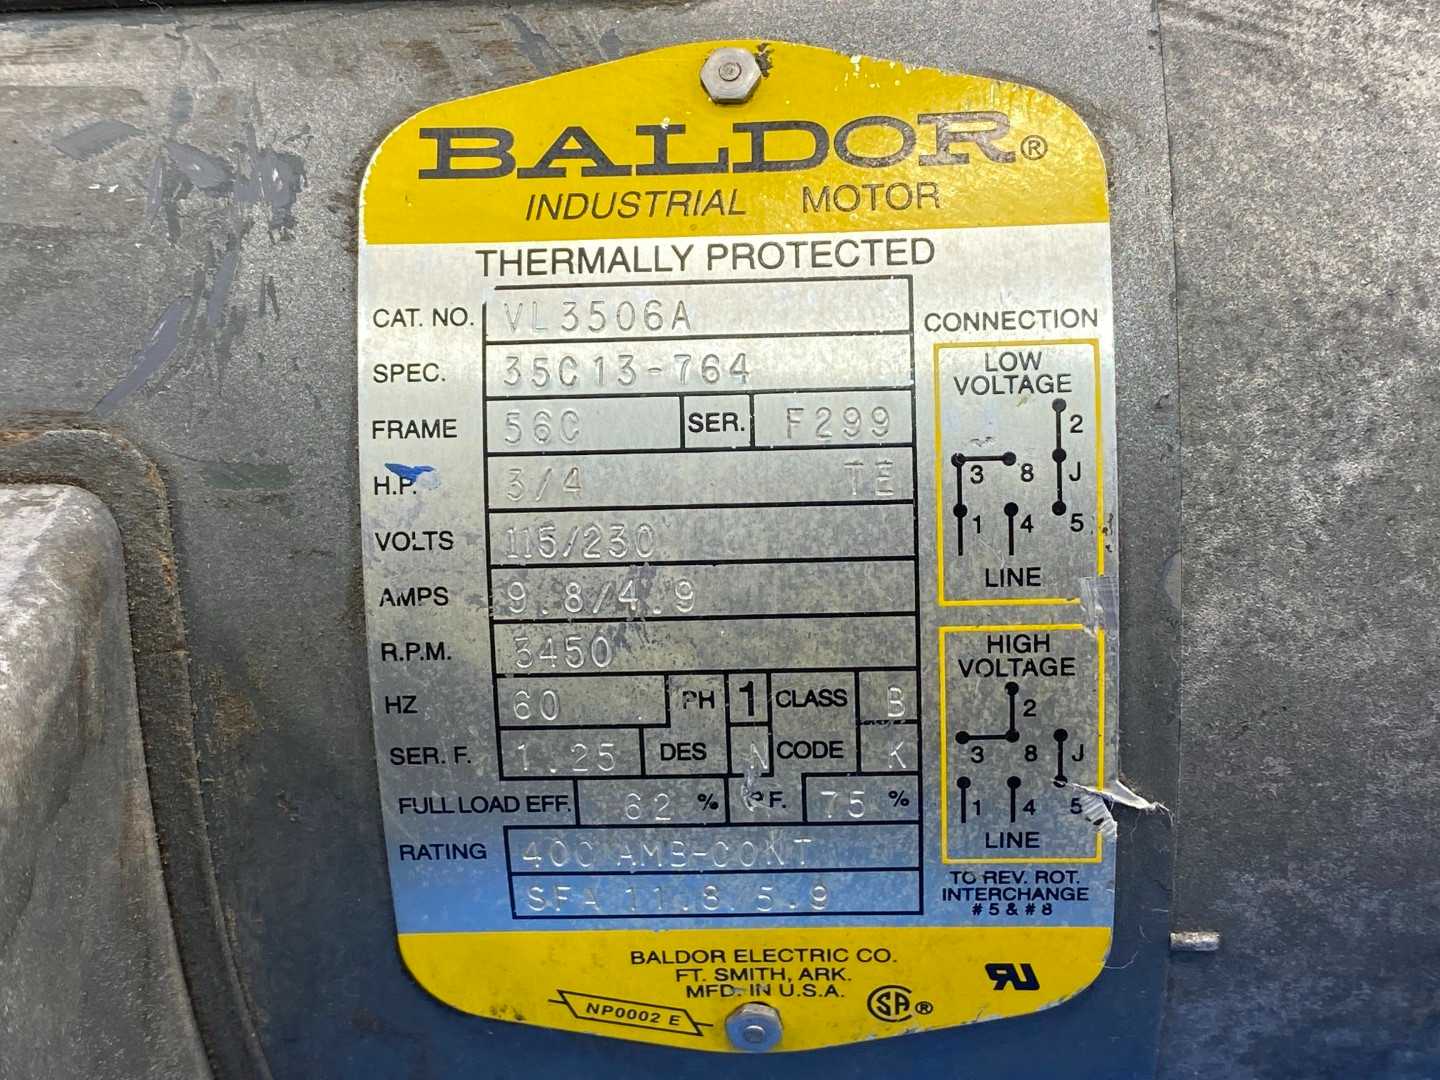 BALDOR®
INDUSTRIAL MOTOR
THERMALLY PROTECTED
CAT. NO. VL3506A
SPEC. 35C13-764
FRAME 56C SER. F299
H.P. 3/4 TE
VOLTS 115/230
AMPS 9.8/4.9
R.P.M. 3450
HZ 60 PH 1 CLASS B
SER. F. 1.25 DES N CODE K
FULL LOAD EFF. 62 % P.F. 75 %
RATING 40C AMB-CONT
SFA 11.8/5.9
CONNECTION
LOW
VOLTAGE
2
3 8 J
1 4 5
LINE
HIGH
VOLTAGE
2
3 8 J
1 4 5
LINE
TO REV. ROT.
INTERCHANGE
#5 & #8
BALDOR ELECTRIC CO.
FT. SMITH, ARK.
MFD. IN U.S.A.
NP0002 E
SA®
RU